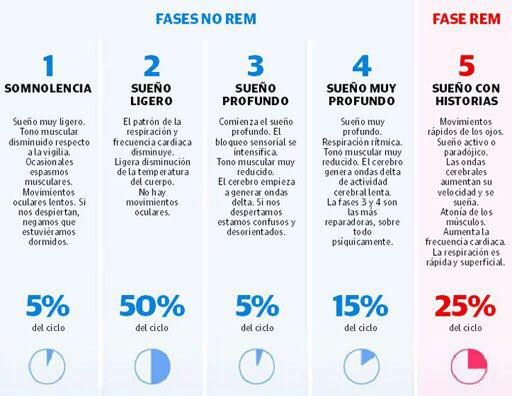 FASES NO REM
1
SOMNOLENCIA
Sueño muy ligero.
Tono muscular
disminuido respecto
a la vigilia.
Ocasionales
espasmos
musculares.
Movimientos
oculares lentos. Si
nos despiertan,
negamos que
estuviéramos
dormidos.
5%
del ciclo
2
SUEÑO
LIGERO
El patrón de la
respiración y
frecuencia cardiaca
disminuye.
Ligera disminución
de la temperatura
del cuerpo.
No hay
movimientos
oculares.
50%
del ciclo
3
SUEÑO
PROFUNDO
Comienza el sueño
profundo. El
bloqueo sensorial se
intensifica.
Tono muscular muy
reducido.
El cerebro empieza
a generar ondas
delta. Si nos
despertamos
estamos confusos y
desorientados.
5%
del ciclo
4
SUEÑO MUY
PROFUNDO
Sueño muy
profundo.
Respiración rítmica.
Tono muscular muy
reducido. El cerebro
genera ondas delta
de actividad
cerebral lenta.
La fases 3 y 4 son
las más
reparadoras, sobre
todo
psíquicamente.
15%
del ciclo
FASE REM
5
SUEÑO CON
HISTORIAS
Movimientos
rápidos de los ojos.
Sueño activo o
paradójico.
Las ondas
cerebrales
aumentan su
velocidad y se
sueña.
Atonía de los
músculos.
Aumenta la
frecuencia cardiaca.
La respiración es
rápida y superficial.
25%
del ciclo